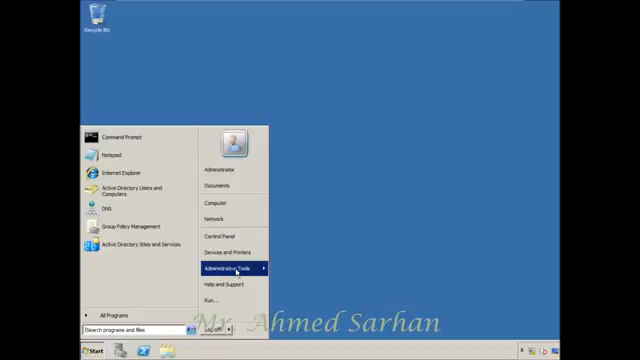 Recycle Bin
Command Prompt
Notepad
Internet Explorer
Active Directory Users and
Computers
DNS
Group Policy Management
Active Directory Sites and Services
All Programs
Search programs and files
Administrator
Documents
Computer
Network
Control Panel
Devices and Printers
Administrative Tools
Help and Support
Run...
Log off
Mr. Ahmed Sarhan
Start